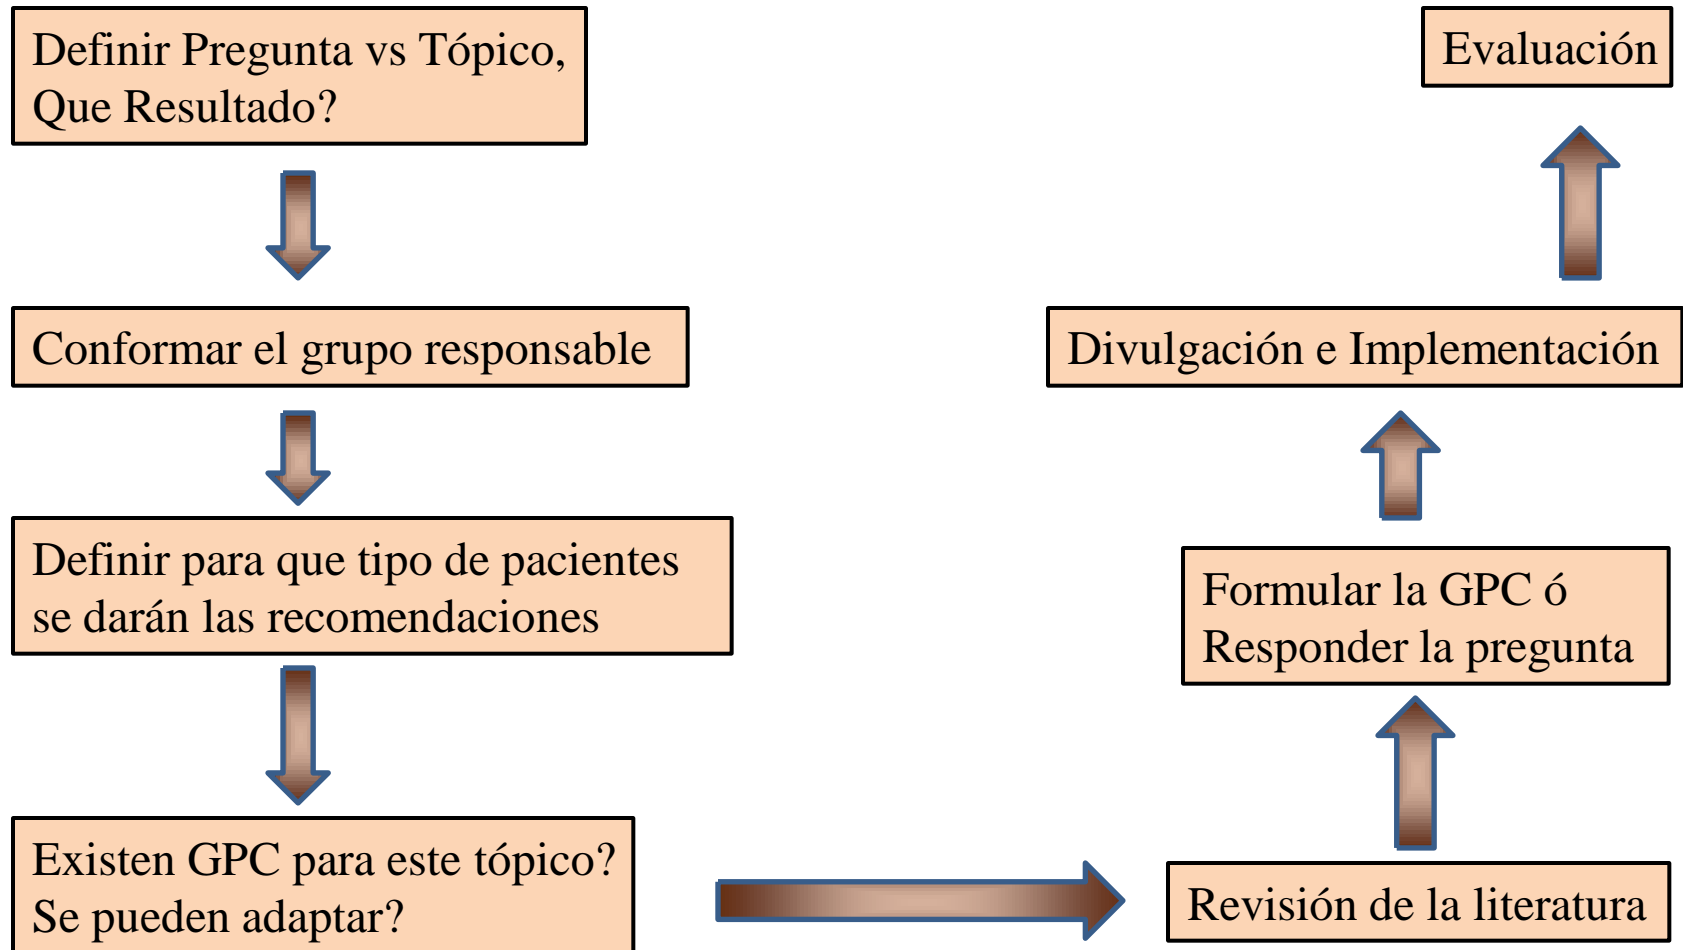 Definir Pregunta vs Tópico,
Que Resultado?
Conformar el grupo responsable
Definir para que tipo de pacientes
se darán las recomendaciones
Existen GPC para este tópico?
Se pueden adaptar?
Revisión de la literatura
Formular la GPC ó
Responder la pregunta
Divulgación e Implementación
Evaluación